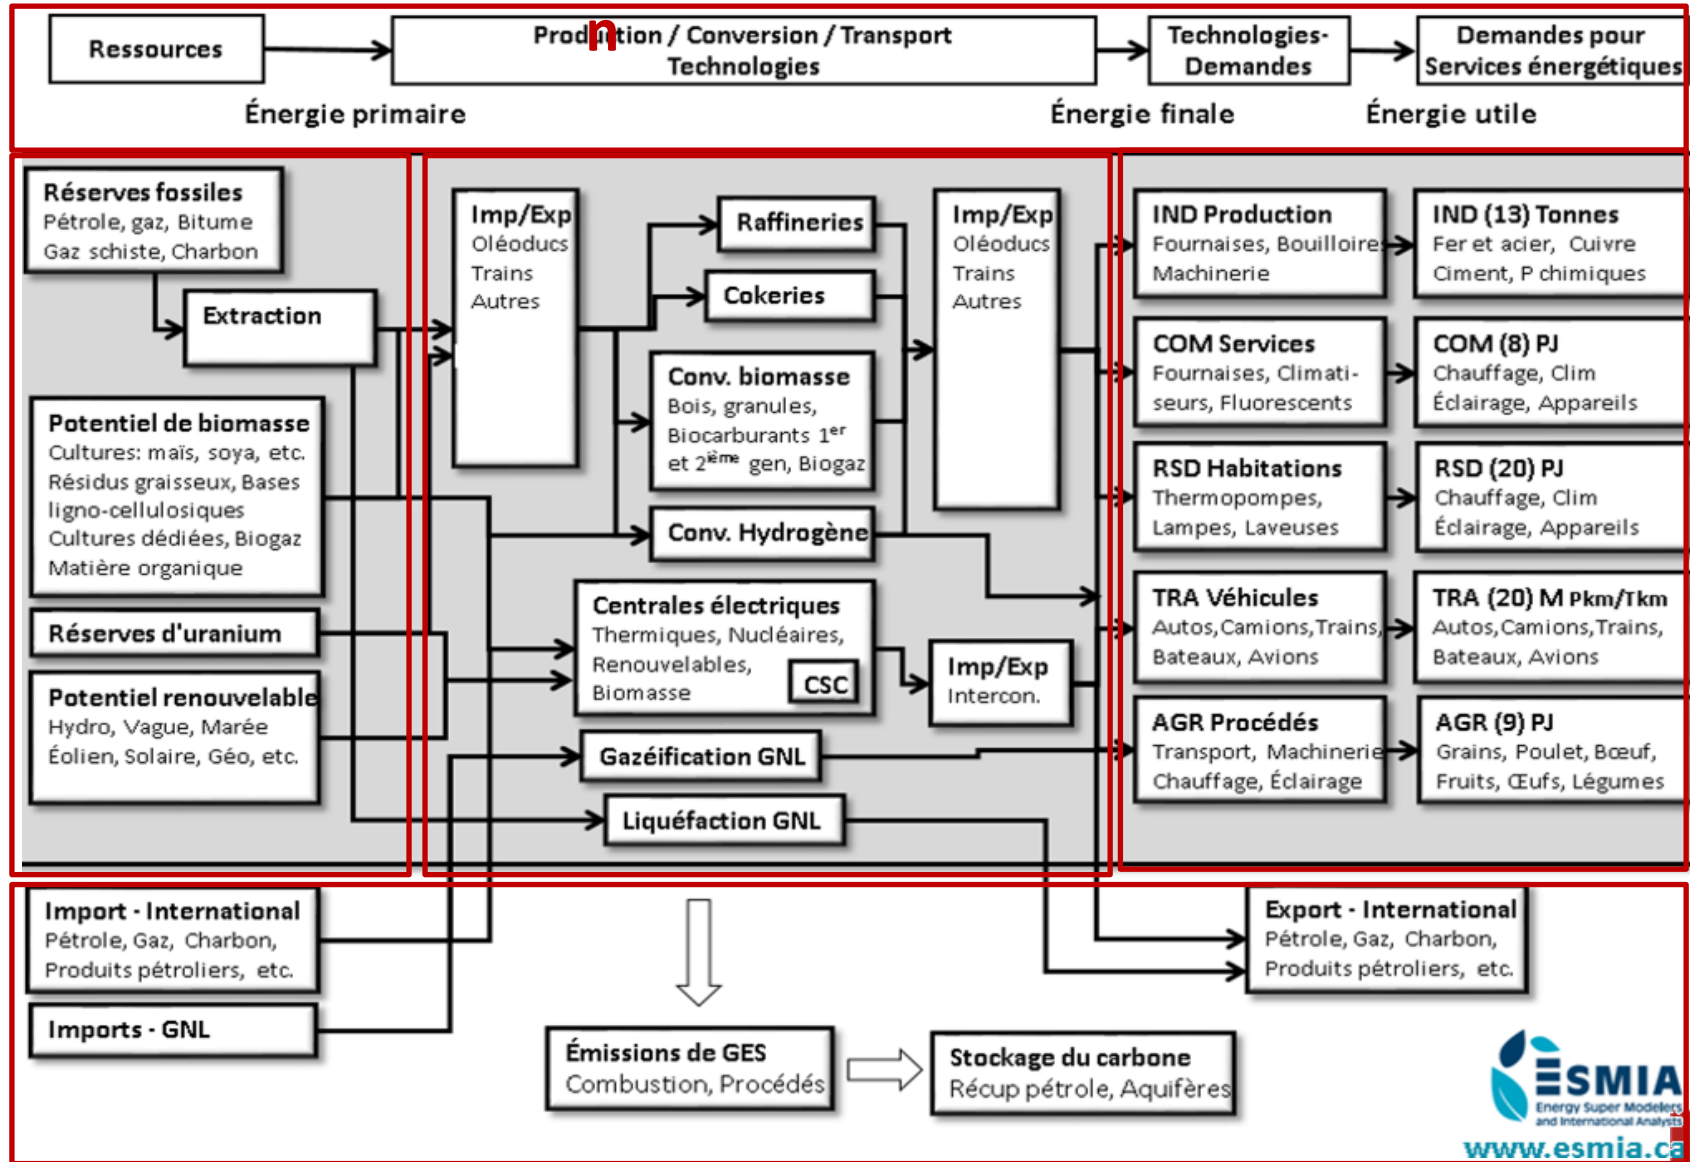 Ressources
Production / Conversion / Transport
Technologies
n
Technologies-
Demandes
Demandes pour
Services énergétiques
Énergie primaire
Énergie finale
Énergie utile
Réserves fossiles
Pétrole, gaz, Bitume
Gaz schiste, Charbon
Extraction
Potentiel de biomasse
Cultures: maïs, soya, etc.
Résidus graisseux, Bases
ligno-cellulosiques
Cultures dédiées, Biogaz
Matière organique
Réserves d'uranium
Potentiel renouvelable
Hydro, Vague, Marée
Éolien, Solaire, Géo, etc.
Imp/Exp
Oléoducs
Trains
Autres
Raffineries
Cokeries
Conv. biomasse
Bois, granules,
Biocarburants 1er
et 2ième gen, Biogaz
Conv. Hydrogène
Centrales électriques
Thermiques, Nucléaires,
Renouvelables,
Biomasse
CSC
Gazéification GNL
Liquéfaction GNL
Imp/Exp
Oléoducs
Trains
Autres
Imp/Exp
Intercon.
IND Production
Fournaises, Bouilloires
Machinerie
COM Services
Fournaises, Climati-
seurs, Fluorescents
RSD Habitations
Thermopompes,
Lampes, Laveuses
TRA Véhicules
Autos,Camions,Trains,
Bateaux, Avions
AGR Procédés
Transport, Machinerie
Chauffage, Éclairage
IND (13) Tonnes
Fer et acier, Cuivre
Ciment, P chimiques
COM (8) PJ
Chauffage, Clim
Éclairage, Appareils
RSD (20) PJ
Chauffage, Clim
Éclairage, Appareils
TRA (20) M Pkm/Tkm
Autos,Camions,Trains,
Bateaux, Avions
AGR (9) PJ
Grains, Poulet, Bœuf,
Fruits, Œufs, Légumes
Import - International
Pétrole, Gaz, Charbon,
Produits pétroliers, etc.
Imports - GNL
Émissions de GES
Combustion, Procédés
Stockage du carbone
Récup pétrole, Aquifères
Export - International
Pétrole, Gaz, Charbon,
Produits pétroliers, etc.
ESMIA
Energy Super Modelers
and International Analysts
www.esmia.ca